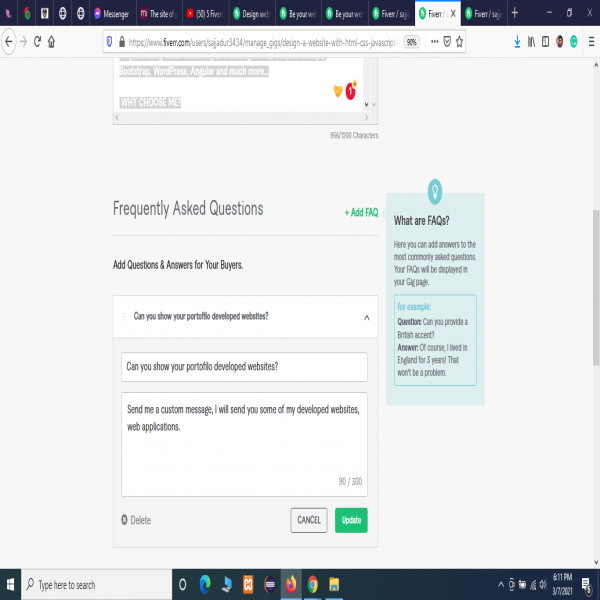 Messenger
The site of
(50) 5 Fiverr
Design web
Be your wel
Be your we
Fiverr / saj
Fiverr /
Fiverr / saj
https://www.fiverr.com/users/sajjadur3434/manage_gigs/design-a-website-with-html-css-javascript
90%
Bootstrap, WordPress, Angular and much more...
WHY CHOOSE ME?
956/1200 Characters
Frequently Asked Questions
+ Add FAQ
Add Questions & Answers for Your Buyers.
Can you show your portofilo developed websites?
Can you show your portofilo developed websites?
Send me a custom message, I will send you some of my developed websites,
web applications.
90 / 300
Delete
CANCEL
Update
What are FAQs?
Here you can add answers to the
most commonly asked questions.
Your FAQs will be displayed in
your Gig page.
for example:
Question: Can you provide a
British accent?
Answer: Of course, I lived in
England for 3 years! That
won't be a problem.
Type here to search
6:11 PM
3/7/2021